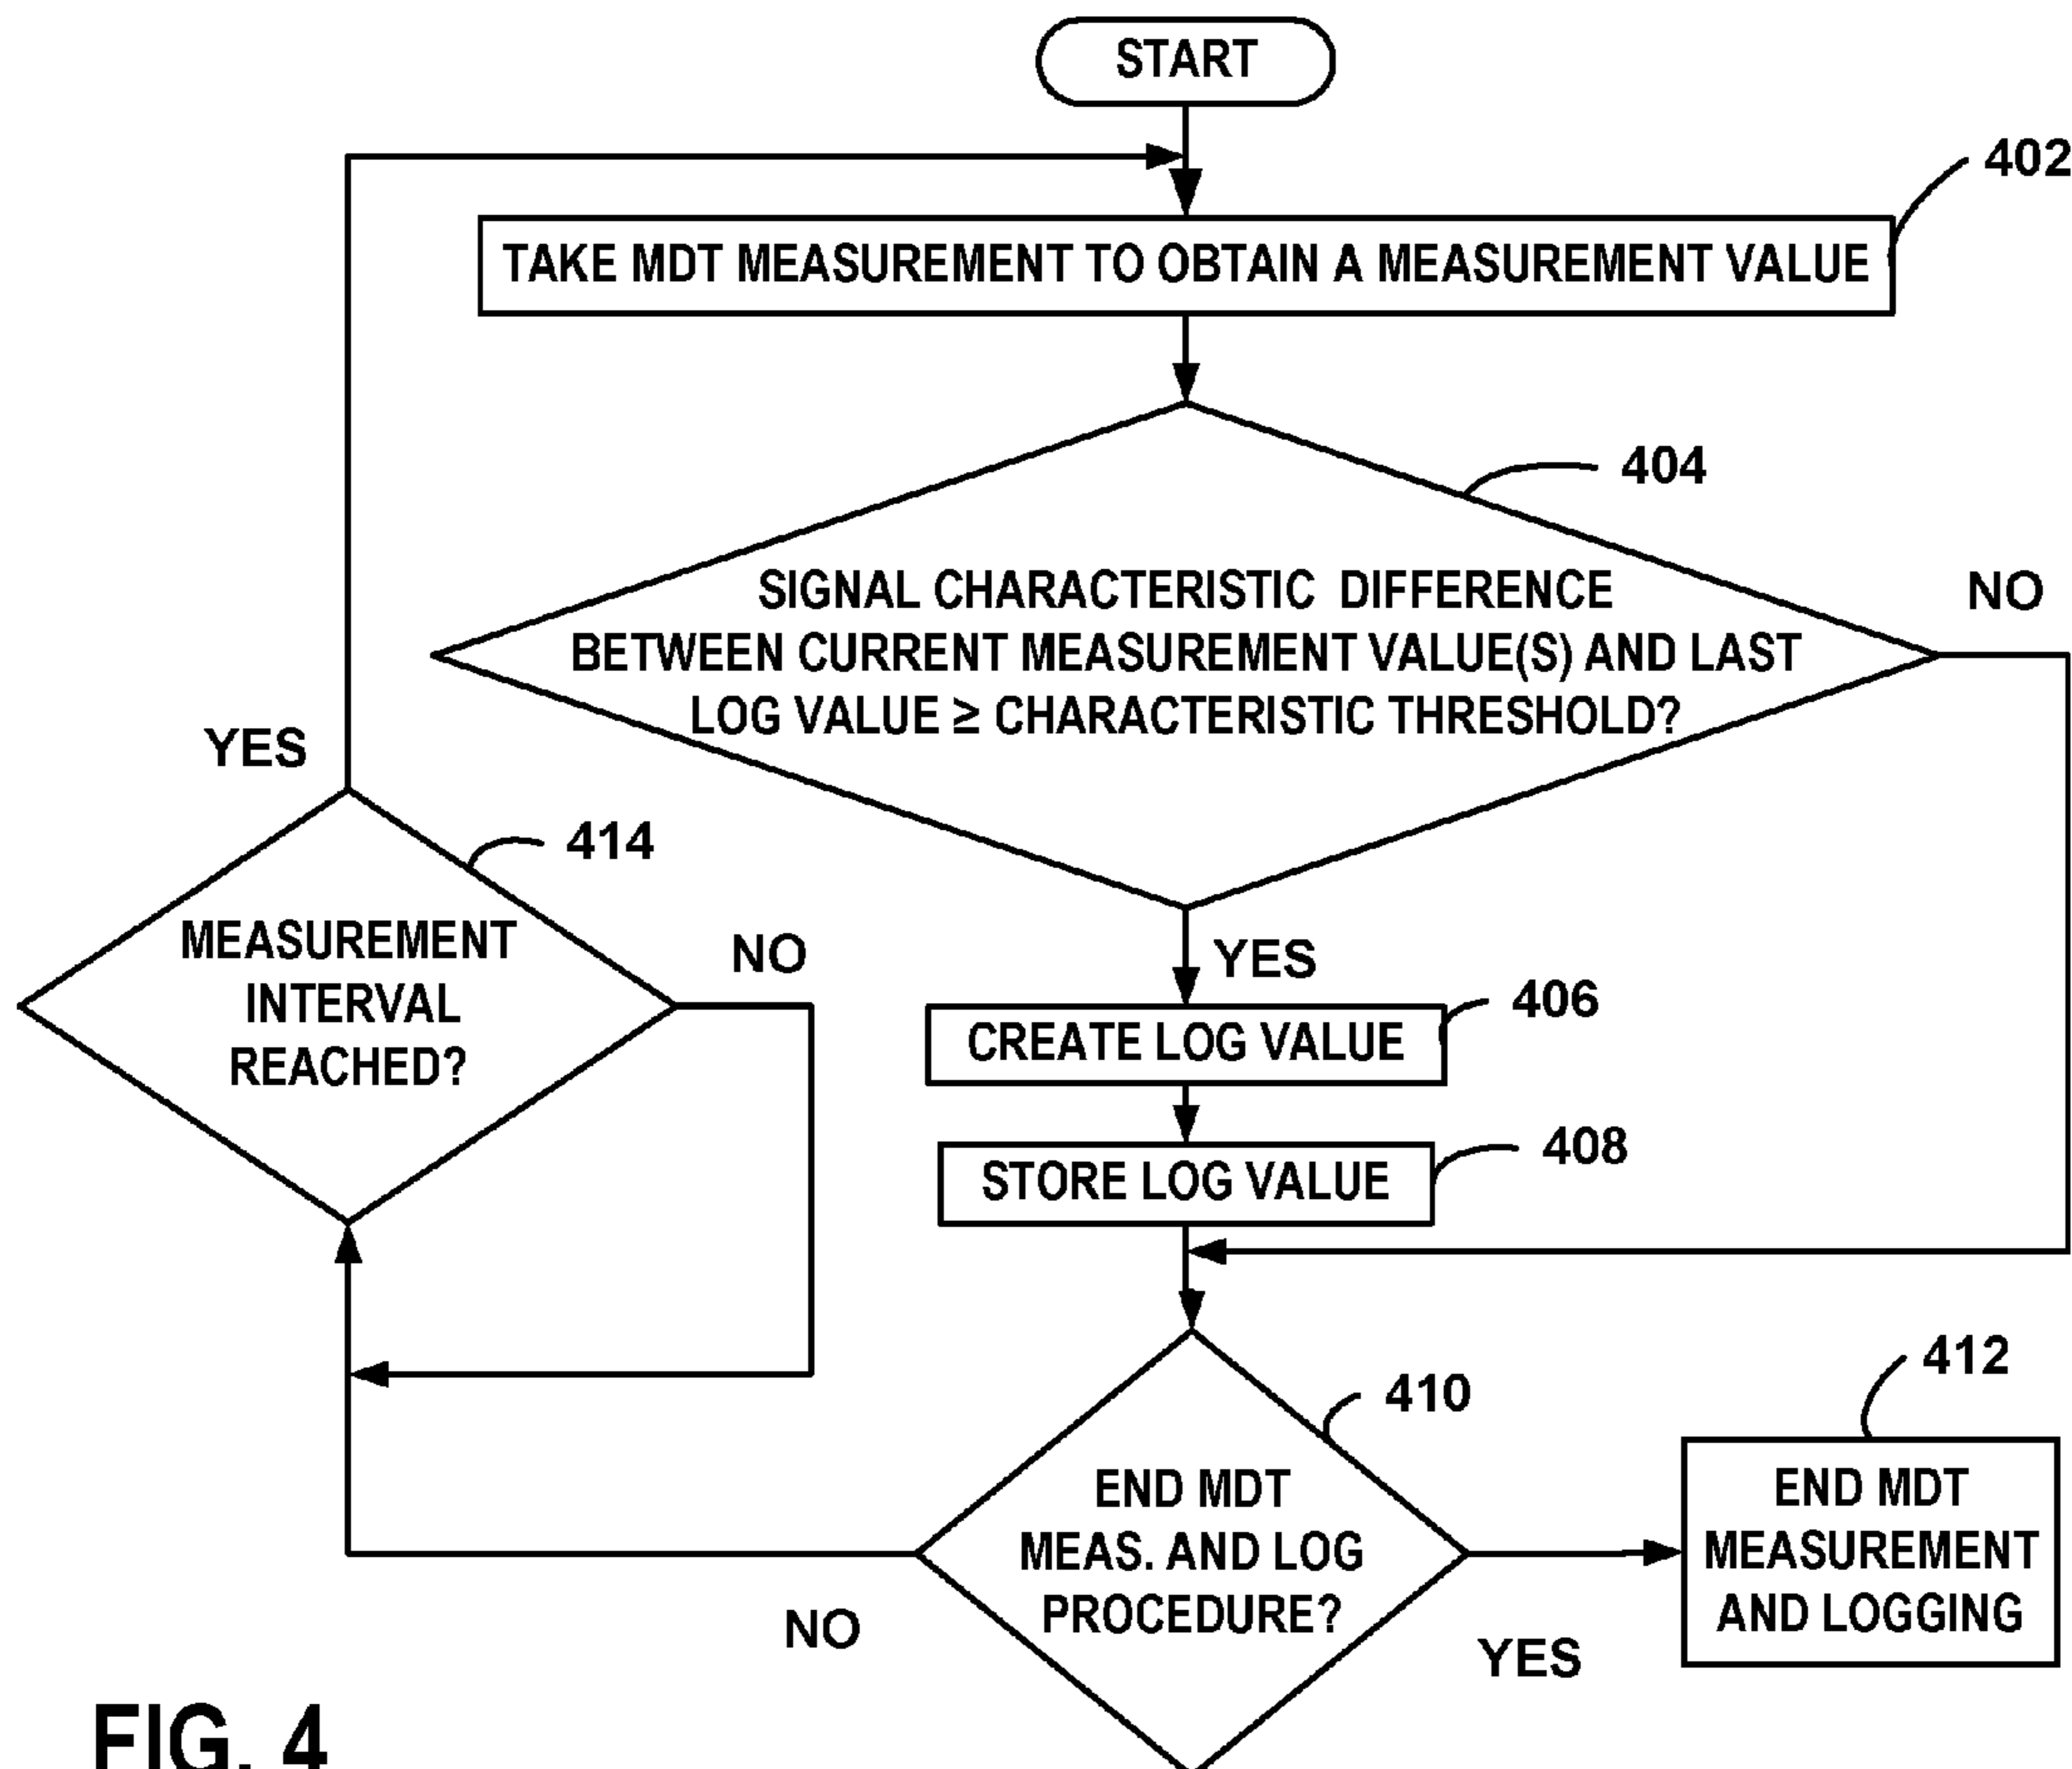 START
402
TAKE MDT MEASUREMENT TO OBTAIN A MEASUREMENT VALUE
404
SIGNAL CHARACTERISTIC DIFFERENCE
BETWEEN CURRENT MEASUREMENT VALUE(S) AND LAST
LOG VALUE ≥ CHARACTERISTIC THRESHOLD?
NO
YES
414
MEASUREMENT
INTERVAL
REACHED?
NO
YES
406
CREATE LOG VALUE
408
STORE LOG VALUE
410
END MDT
MEAS. AND LOG
PROCEDURE?
NO
YES
412
END MDT
MEASUREMENT
AND LOGGING
FIG. 4